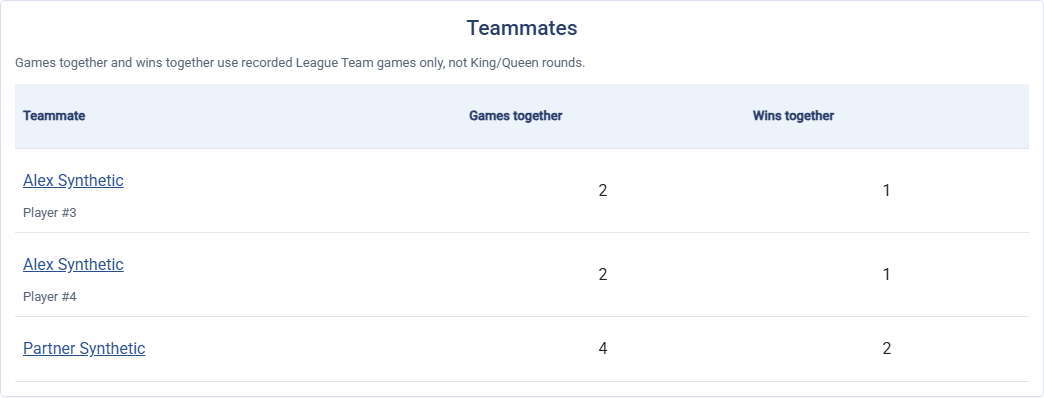 Teammates
Games together and wins together use recorded League Team games only, not King/Queen rounds.
Teammate Games together Wins together
Alex Synthetic 2 1
Player #3
Alex Synthetic 2 1
Player #4
Partner Synthetic 4 2